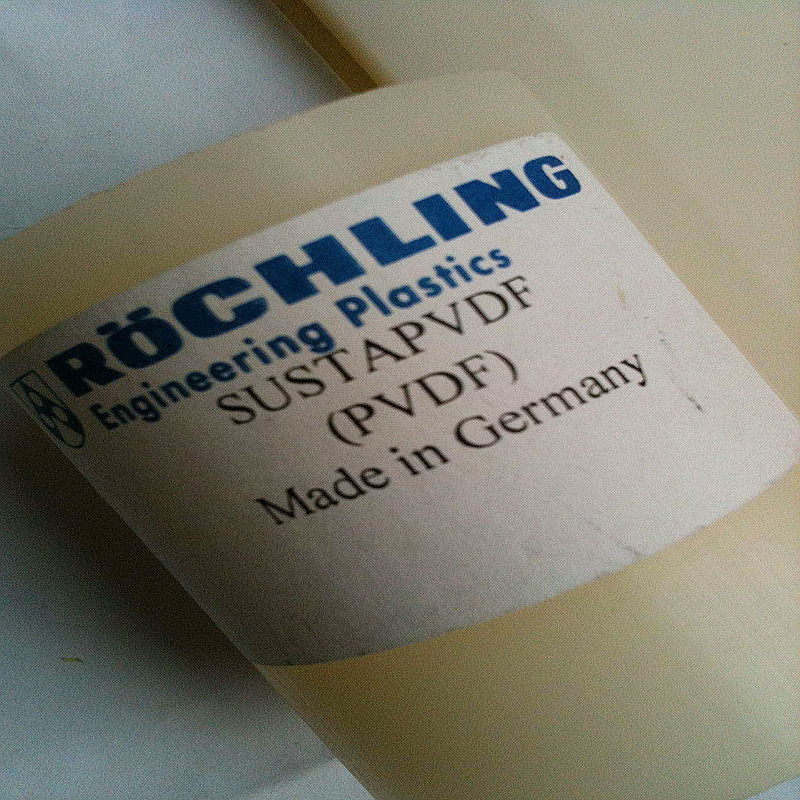 RÖCHLING
Engineering Plastics
SUSTAPVDF
(PVDF)
Made in Germany